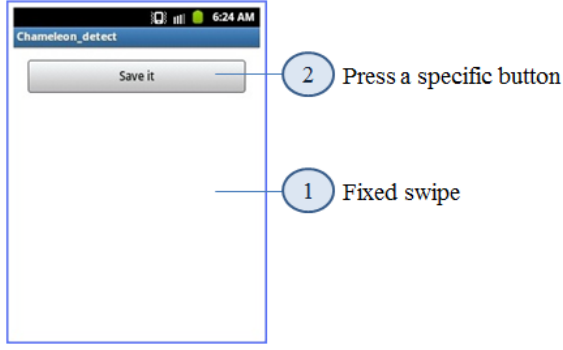 6:24 AM
Chameleon_detect
Save it
2 Press a specific button
1 Fixed swipe